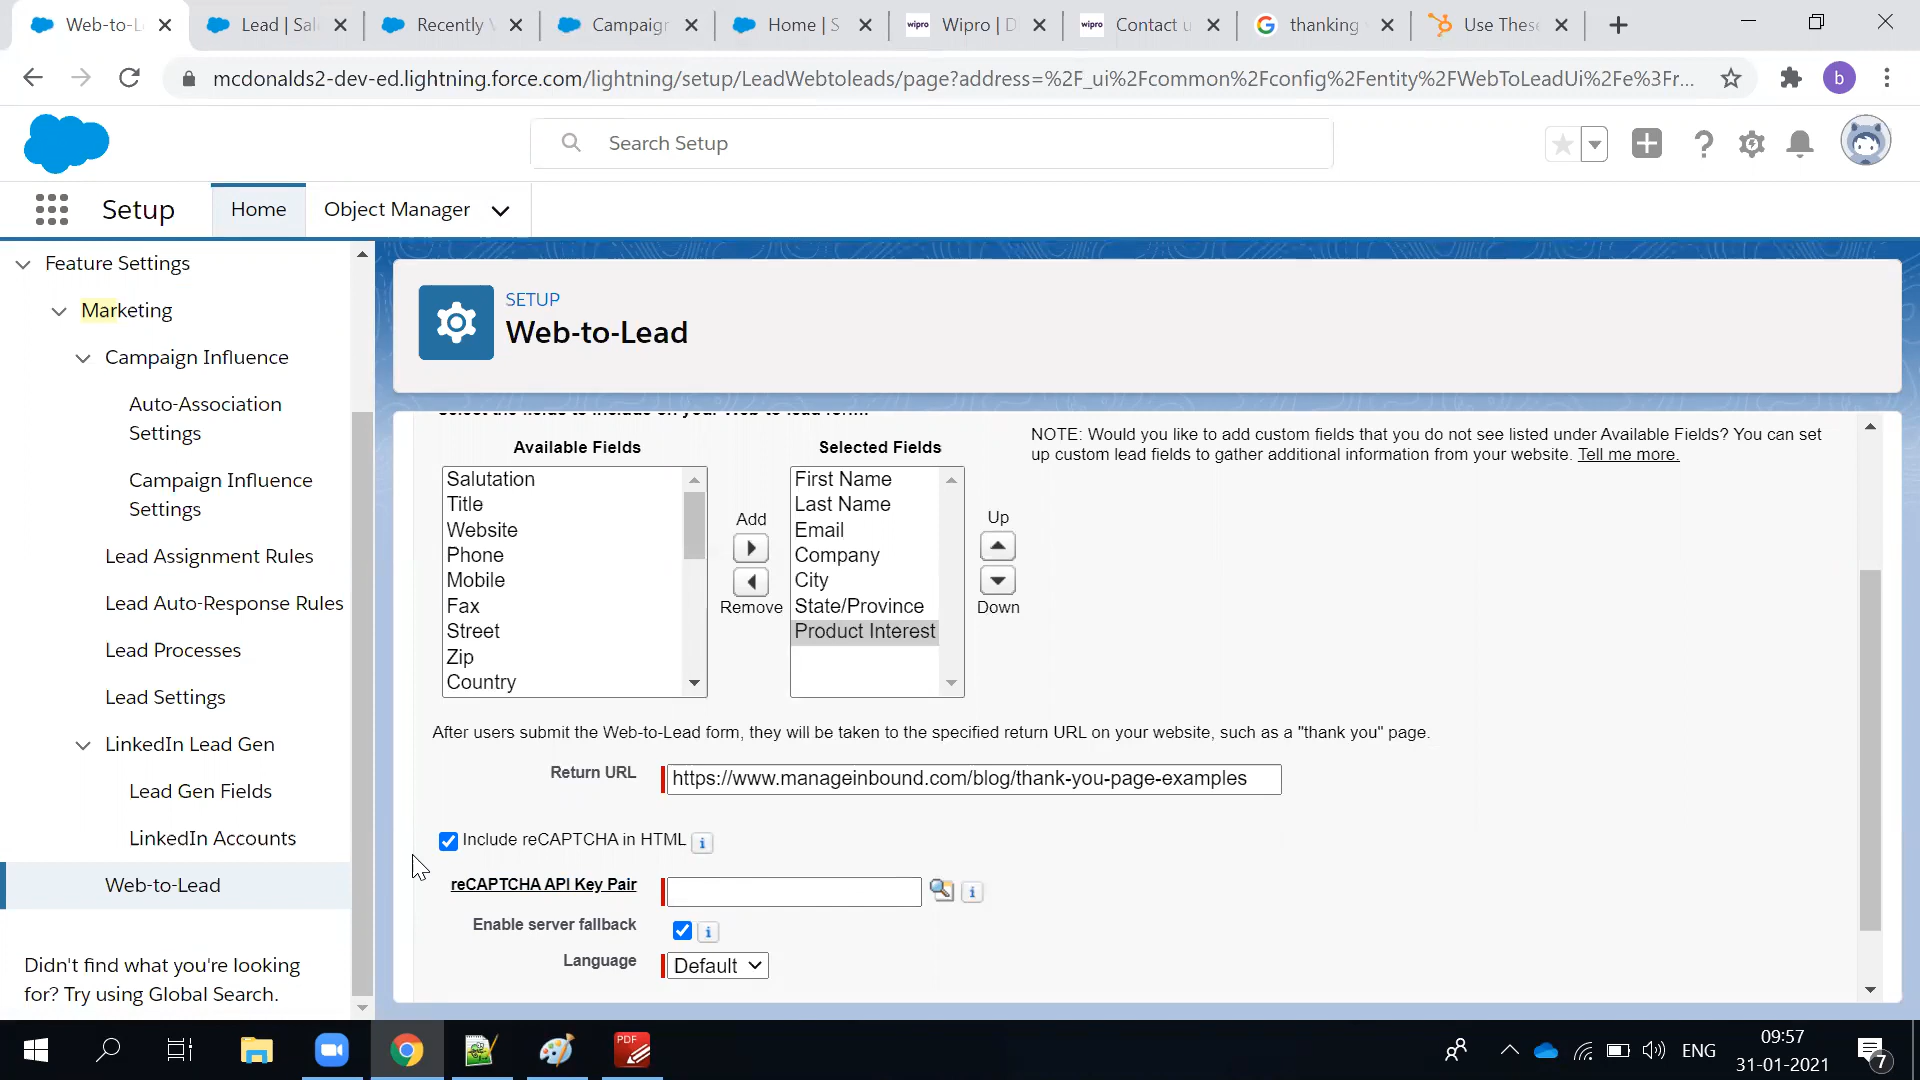 Web-to-L
Lead | Sal
Recently V
Campaign
Home | S
wipro
Wipro | D
wipro
Contact u
thanking
Use These
mcdonalds2-dev-ed.lightning.force.com/lightning/setup/LeadWebtoleads/page?address=%2F_ui%2Fcommon%2Fconfig%2Fentity%2FWebToLeadUi%2Fe%3Fr...
b
Search Setup
Setup
Home
Object Manager
Feature Settings
Marketing
Campaign Influence
Auto-Association
Settings
Campaign Influence
Settings
Lead Assignment Rules
Lead Auto-Response Rules
Lead Processes
Lead Settings
LinkedIn Lead Gen
Lead Gen Fields
LinkedIn Accounts
Web-to-Lead
Didn't find what you're looking
for? Try using Global Search.
SETUP
Web-to-Lead
Available Fields
Salutation
Title
Website
Phone
Mobile
Fax
Street
Zip
Country
Add
Remove
Selected Fields
First Name
Last Name
Email
Company
City
State/Province
Product Interest
Up
Down
NOTE: Would you like to add custom fields that you do not see listed under Available Fields? You can set
up custom lead fields to gather additional information from your website. Tell me more.
After users submit the Web-to-Lead form, they will be taken to the specified return URL on your website, such as a "thank you" page.
Return URL
https://www.manageinbound.com/blog/thank-you-page-examples
Include reCAPTCHA in HTML
reCAPTCHA API Key Pair
Enable server fallback
Language
Default
PDF
ENG
09:57
31-01-2021
7